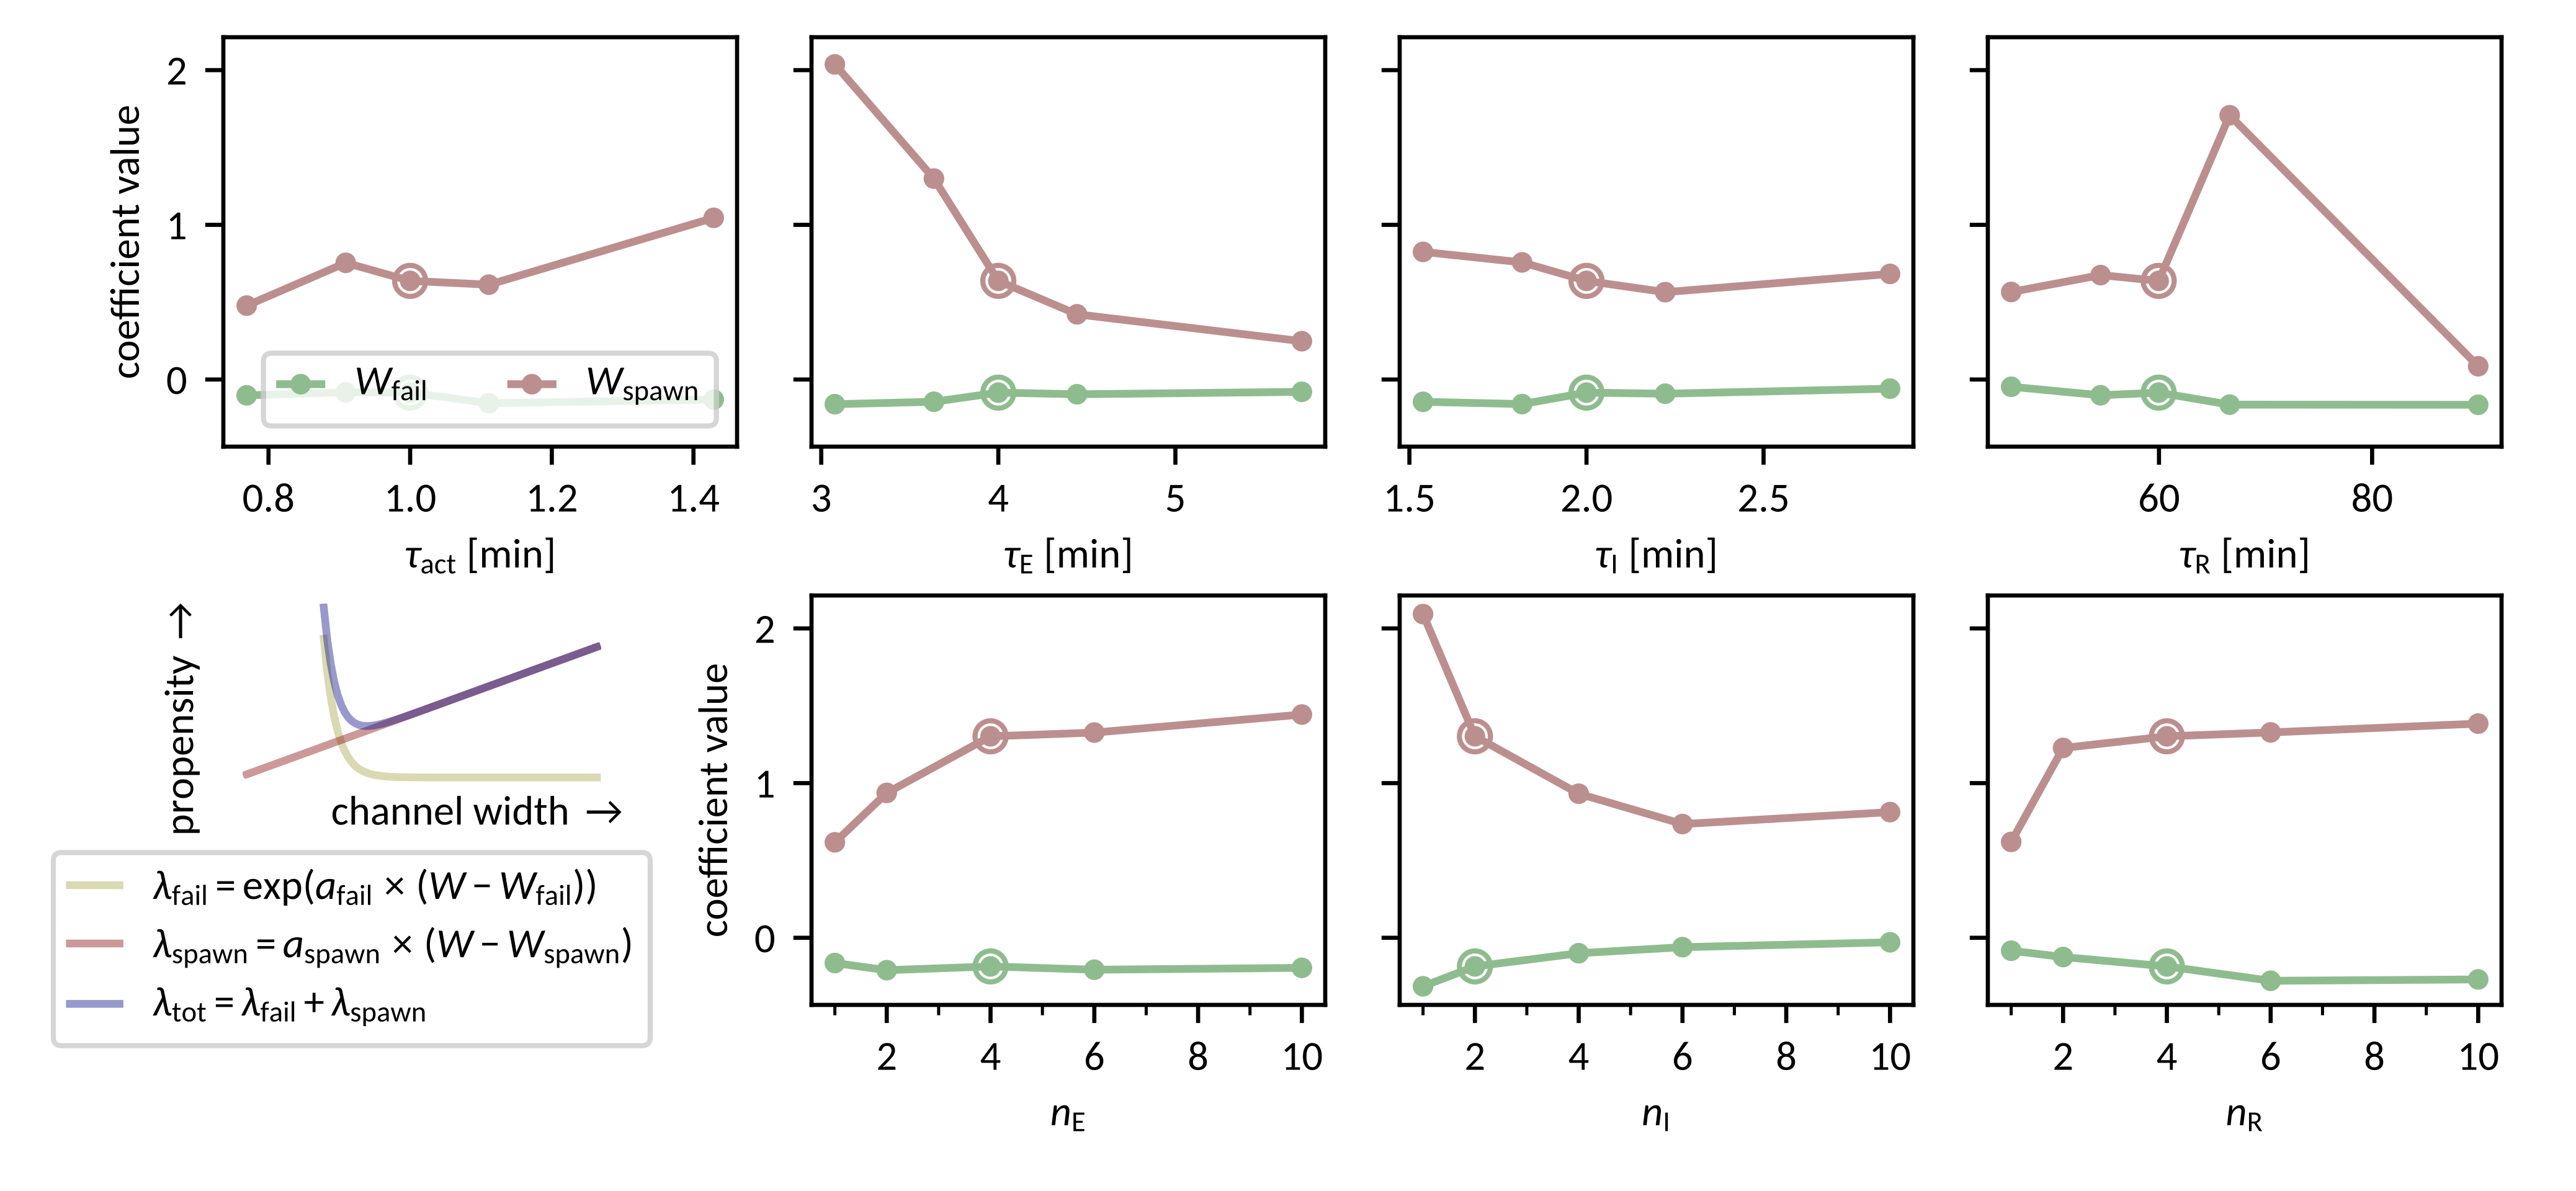 coefficient value
2
1
0
W_fail W_spawn
0.8 1.0 1.2 1.4
τ_act [min]
3 4 5
τ_E [min]
1.5 2.0 2.5
τ_I [min]
60 80
τ_R [min]
propensity →
channel width →
λ_fail = exp(a_fail × (W − W_fail))
λ_spawn = a_spawn × (W − W_spawn)
λ_tot = λ_fail + λ_spawn
coefficient value
2
1
0
2 4 6 8 10
n_E
2 4 6 8 10
n_I
2 4 6 8 10
n_R